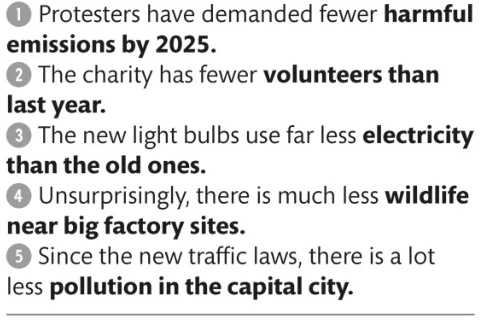 1 Protesters have demanded fewer harmful
emissions by 2025.
2 The charity has fewer volunteers than
last year.
3 The new light bulbs use far less electricity
than the old ones.
4 Unsurprisingly, there is much less wildlife
near big factory sites.
5 Since the new traffic laws, there is a lot
less pollution in the capital city.